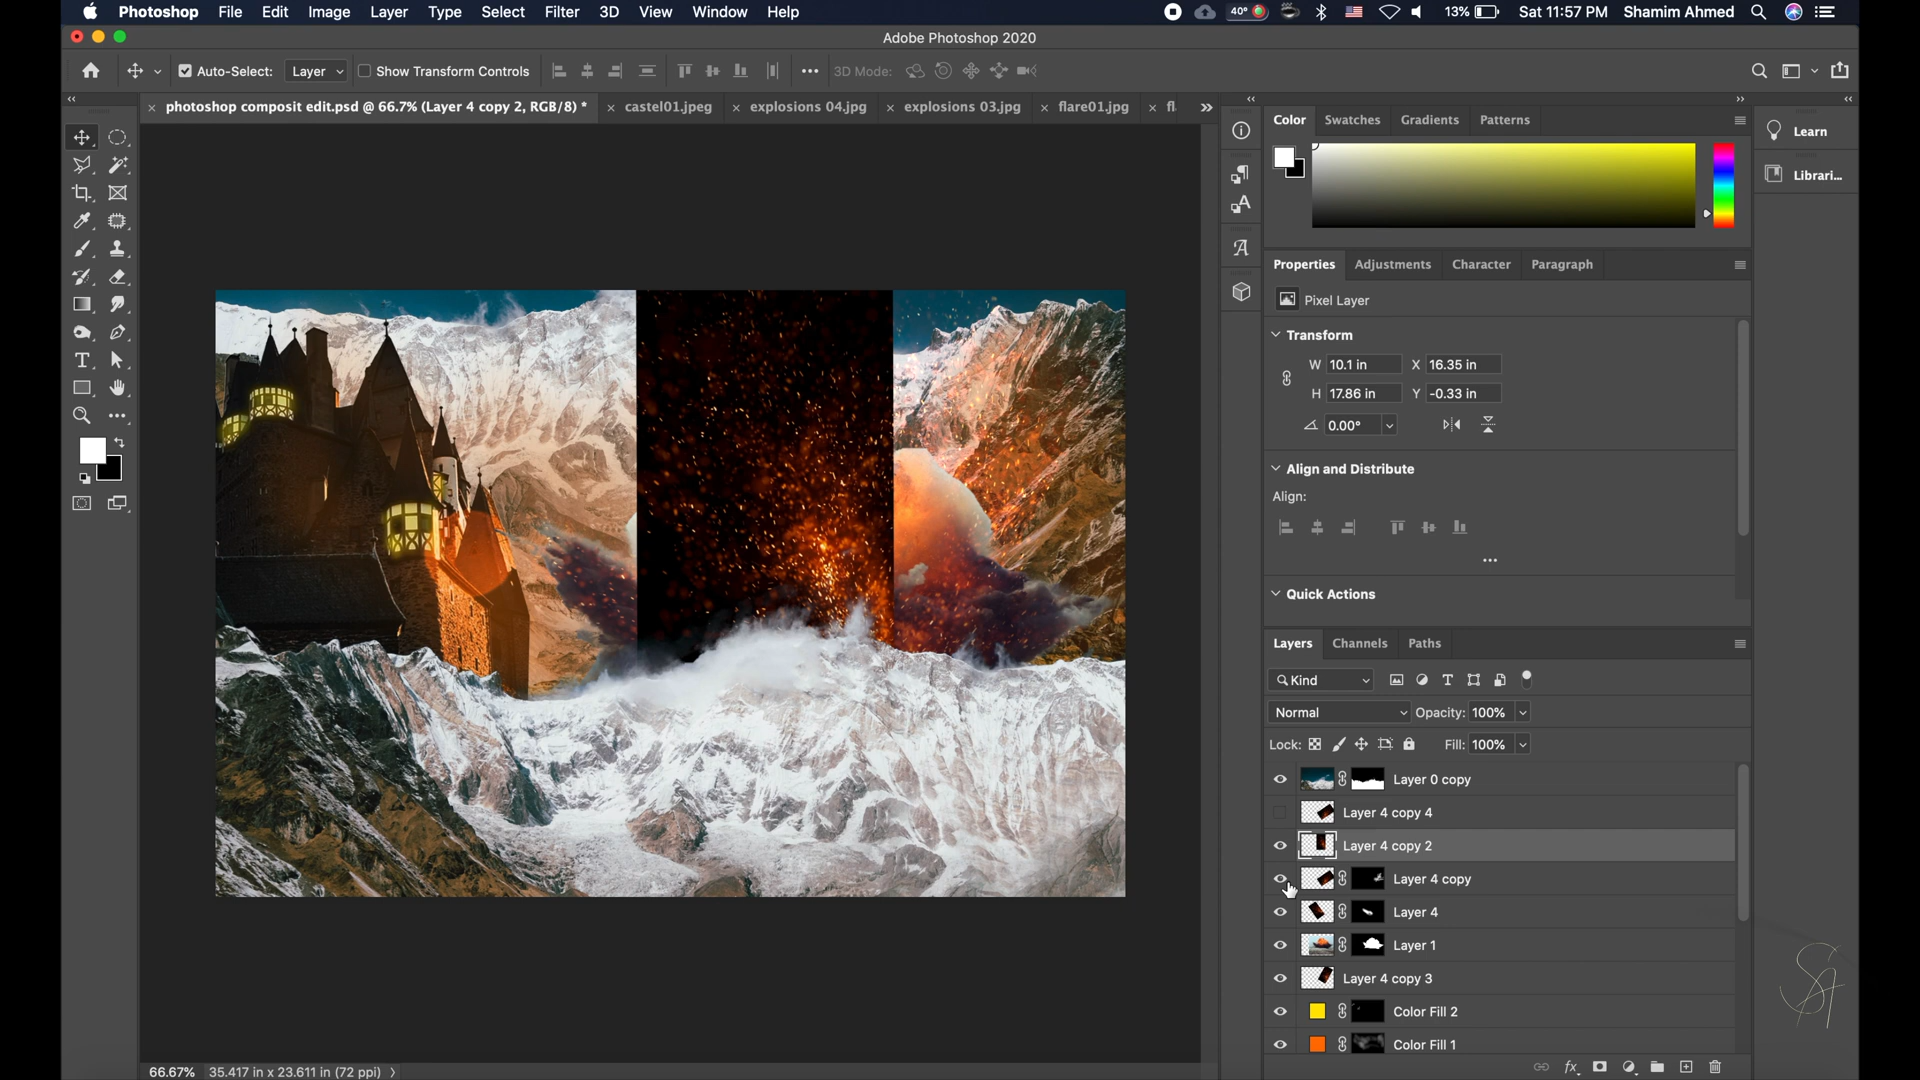 Photoshop File Edit Image Layer Type Select Filter 3D View Window Help 40° 13% Sat 11:57 PM Shamim Ahmed
Adobe Photoshop 2020
Auto-Select: Layer Show Transform Controls 3D Mode:
photoshop composit edit.psd @ 66.7% (Layer 4 copy 2, RGB/8) * castel01.jpeg explosions 04.jpg explosions 03.jpg flare01.jpg fl
Color Swatches Gradients Patterns
Learn
Librari...
Properties Adjustments Character Paragraph
Pixel Layer
Transform
W 10.1 in X 16.35 in
H 17.86 in Y -0.33 in
0.00°
Align and Distribute
Align:
Quick Actions
Layers Channels Paths
Kind
Normal Opacity: 100%
Lock: Fill: 100%
Layer 0 copy
Layer 4 copy 4
Layer 4 copy 2
Layer 4 copy
Layer 4
Layer 1
Layer 4 copy 3
Color Fill 2
Color Fill 1
66.67% 35.417 in x 23.611 in (72 ppi)